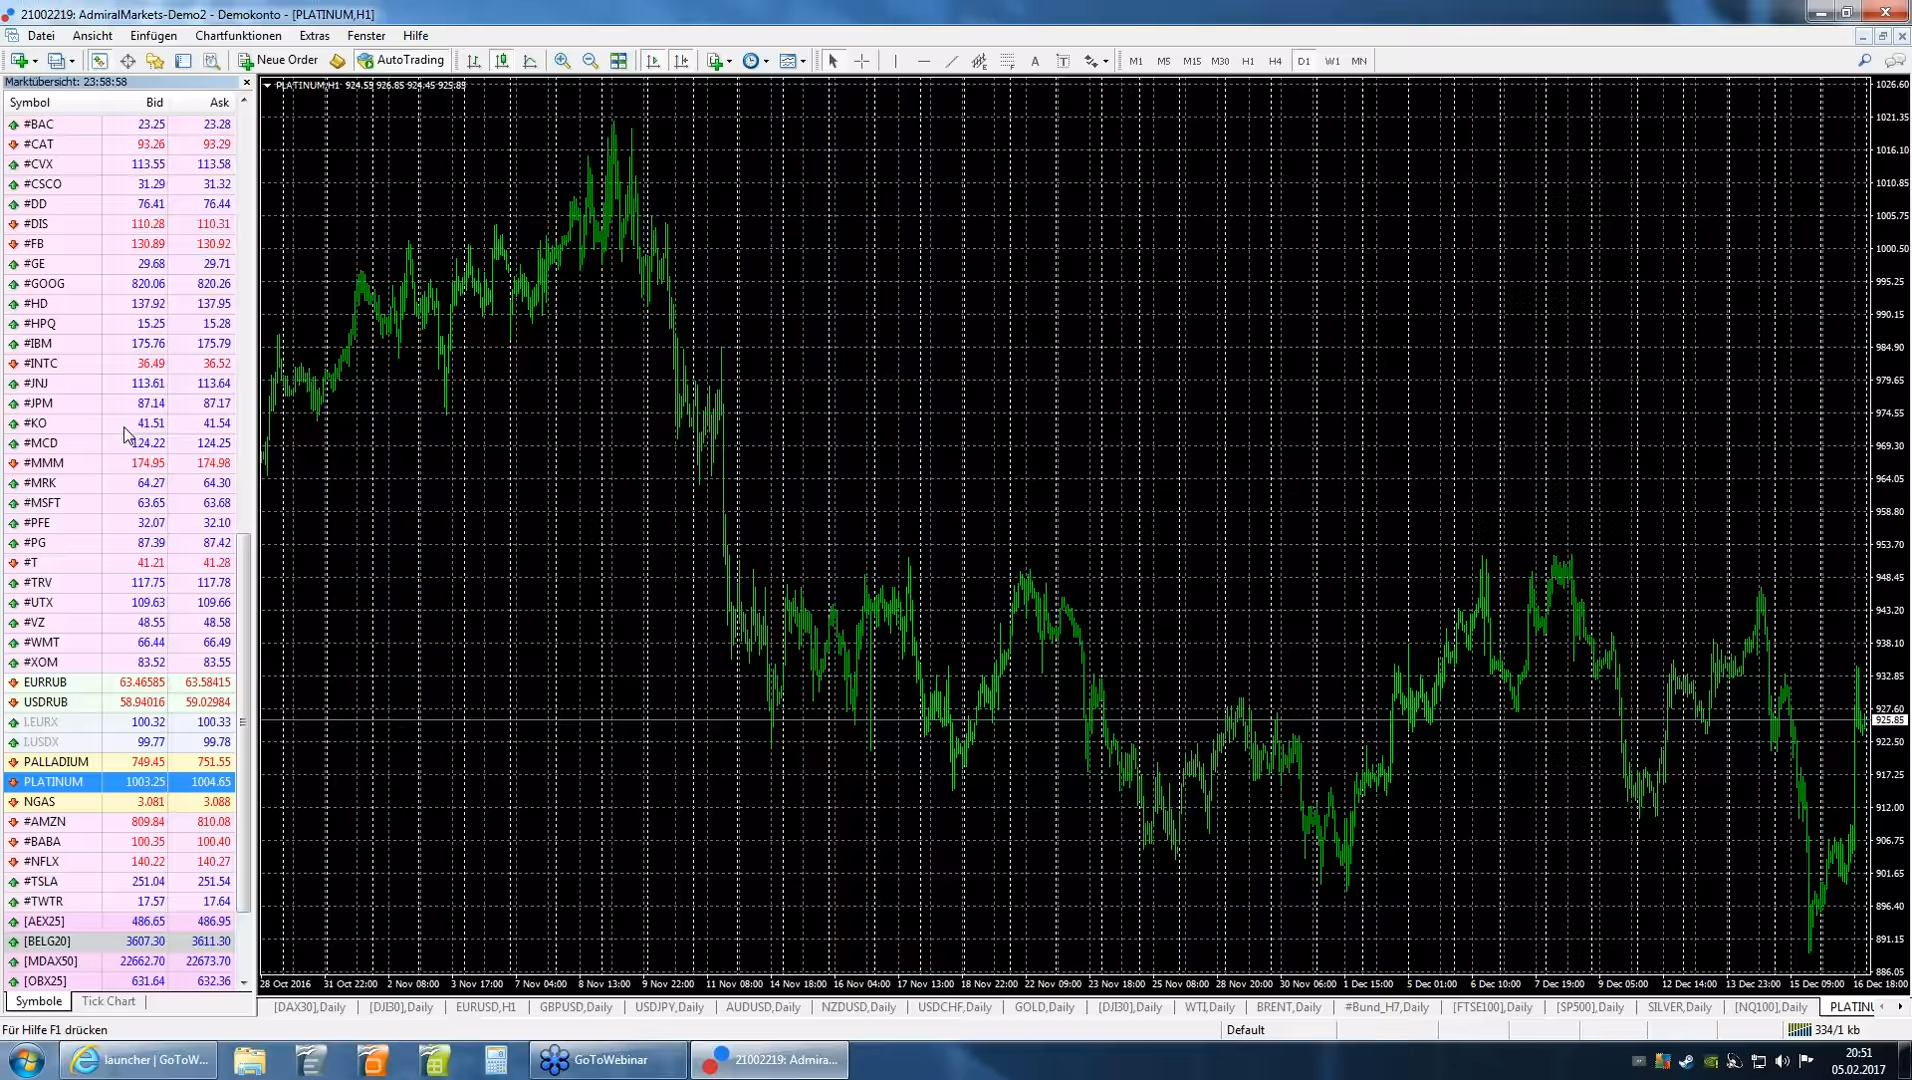 21002219: AdmiralMarkets-Demo2 - Demokonto - [PLATINUM,H1]
Datei Ansicht Einfügen Chartfunktionen Extras Fenster Hilfe
New Order AutoTrading A T M1 M5 M15 M30 H1 H4 D1 W1 MN
Marktübersicht: 23:58:58
Symbol Bid Ask
#BAC 23.25 23.28
#CAT 93.26 93.29
#CVX 113.55 113.58
#CSCO 31.29 31.32
#DD 76.41 76.44
#DIS 110.28 110.31
#FB 130.89 130.92
#GE 29.68 29.71
#GOOG 820.06 820.26
#HD 137.92 137.95
#HPQ 15.25 15.28
#IBM 175.76 175.79
#INTC 36.49 36.52
#JNJ 113.61 113.64
#JPM 87.14 87.17
#KO 41.51 41.54
#MCD 124.22 124.25
#MMM 174.95 174.98
#MRK 64.27 64.30
#MSFT 63.65 63.68
#PFE 32.07 32.10
#PG 87.39 87.42
#T 41.21 41.28
#TRV 117.75 117.78
#UTX 109.63 109.66
#VZ 48.55 48.58
#WMT 66.44 66.49
#XOM 83.52 83.55
EURRUB 63.46585 63.58415
USDRUB 58.94016 59.02984
I.EURX 100.32 100.33
I.USDX 99.77 99.78
PALLADIUM 749.45 751.55
PLATINUM 1003.25 1004.65
NGAS 3.081 3.088
#AMZN 809.84 810.08
#BABA 100.35 100.40
#NFLX 140.22 140.27
#TSLA 251.04 251.54
#TWTR 17.57 17.64
[AEX25] 486.65 486.95
[BELG20] 3607.30 3611.30
[MDAX50] 22662.70 22673.70
[OBX25] 631.64 632.36
Symbole Tick Chart
PLATINUM,H1 924.55 926.85 924.45 925.85
1026.60
1021.35
1016.10
1010.85
1005.75
1000.50
995.25
990.15
984.90
979.65
974.55
969.30
964.05
958.80
953.70
948.45
943.20
938.10
932.85
927.60
925.85
922.50
917.25
912.00
906.75
901.65
896.40
891.15
886.05
28 Oct 2016 31 Oct 22:00 2 Nov 08:00 3 Nov 17:00 7 Nov 04:00 8 Nov 13:00 9 Nov 22:00 11 Nov 08:00 14 Nov 18:00 17 Nov 13:00 18 Nov 22:00 22 Nov 09:00 23 Nov 18:00 25 Nov 08:00 28 Nov 20:00 30 Nov 06:00 1 Dec 15:00 5 Dec 01:00 6 Dec 10:00 7 Dec 19:00 9 Dec 05:00 12 Dec 14:00 13 Dec 23:00 15 Dec 09:00 16 Dec 18:00
[DAX30],Daily [DJI30],Daily EURUSD,H1 GBPUSD,Daily USDJPY,Daily AUDUSD,Daily NZDUSD,Daily USDCHF,Daily GOLD,Daily [DJI30],Daily WTI,Daily BRENT,Daily #Bund_H7,Daily [FTSE100],Daily [SP500],Daily SILVER,Daily [NQ100],Daily PLATINU
Für Hilfe F1 drücken Default 334/1 kb
launcher | GoToW... GoToWebinar 21002219: Admira...
20:51
05.02.2017